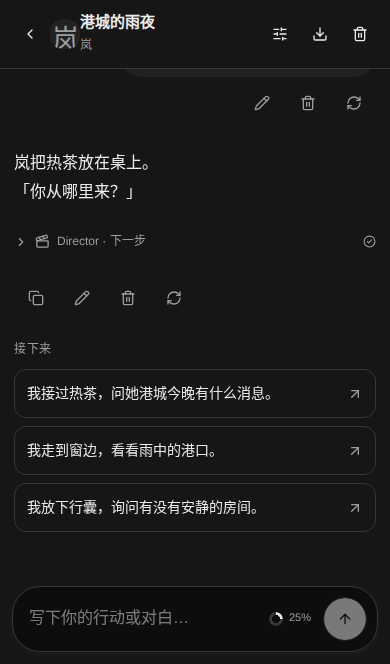 岚
港城的雨夜
岚
岚把热茶放在桌上。
「你从哪里来？」
Director · 下一步
接下来
我接过热茶，问她港城今晚有什么消息。
我走到窗边，看看雨中的港口。
我放下行囊，询问有没有安静的房间。
写下你的行动或对白…
25%